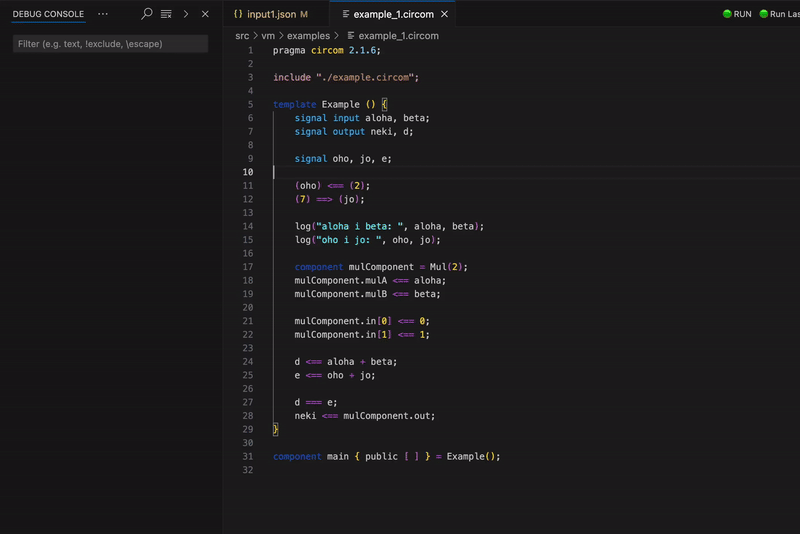 DEBUG CONSOLE
Filter (e.g. text, !exclude, \escape)
{} input1.json M
example_1.circom
RUN
Run Las
src > vm > examples > example_1.circom
1 pragma circom 2.1.6;
2
3 include "./example.circom";
4
5 template Example () {
6 signal input aloha, beta;
7 signal output neki, d;
8
9 signal oho, jo, e;
10
11 (oho) <== (2);
12 (7) ==> (jo);
13
14 log("aloha i beta: ", aloha, beta);
15 log("oho i jo: ", oho, jo);
16
17 component mulComponent = Mul(2);
18 mulComponent.mulA <== aloha;
19 mulComponent.mulB <== beta;
20
21 mulComponent.in[0] <== 0;
22 mulComponent.in[1] <== 1;
23
24 d <== aloha + beta;
25 e <== oho + jo;
26
27 d === e;
28 neki <== mulComponent.out;
29 }
30
31 component main { public [ ] } = Example();
32